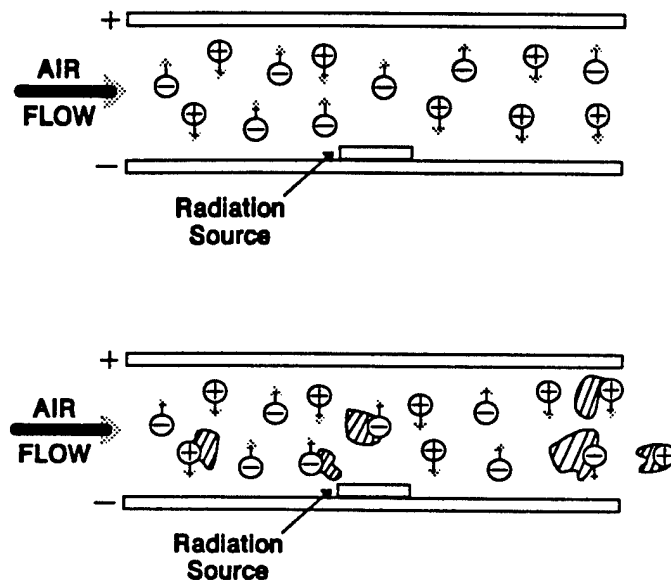 +
AIR
FLOW
−
Radiation
Source
+
AIR
FLOW
−
Radiation
Source